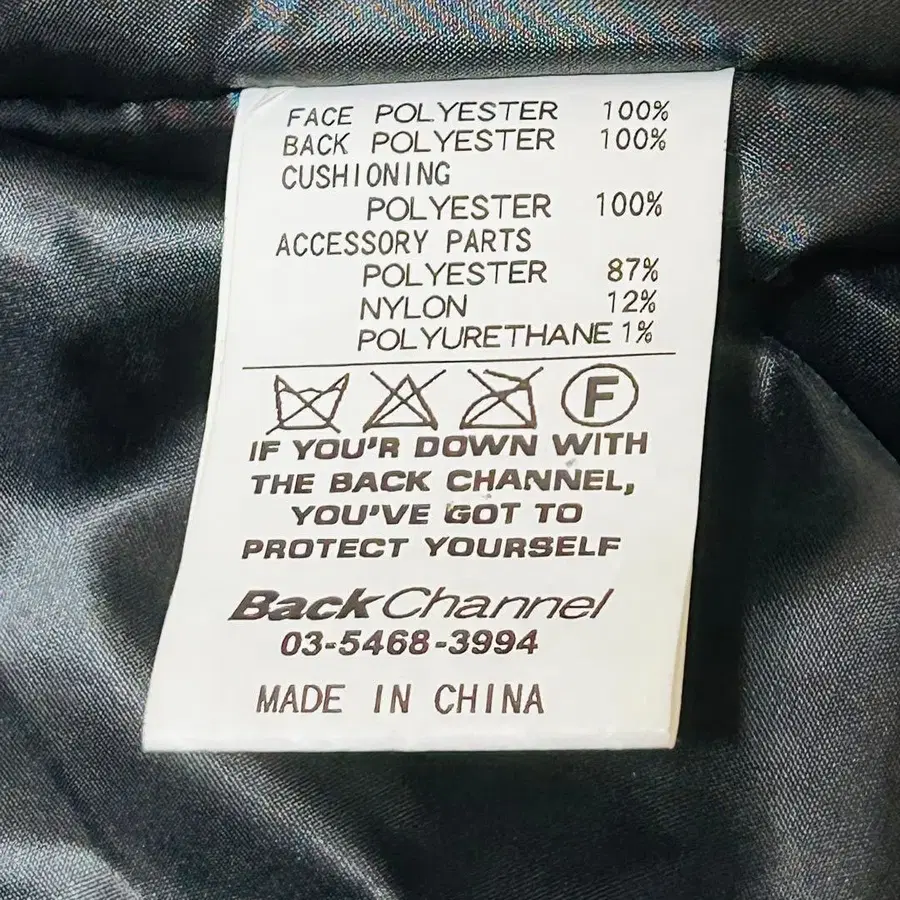 FACE POLYESTER 100%
BACK POLYESTER 100%
CUSHIONING
POLYESTER 100%
ACCESSORY PARTS
POLYESTER 87%
NYLON 12%
POLYURETHANE 1%
F
IF YOU'R DOWN WITH
THE BACK CHANNEL,
YOU'VE GOT TO
PROTECT YOURSELF
BackChannel
03-5468-3994
MADE IN CHINA